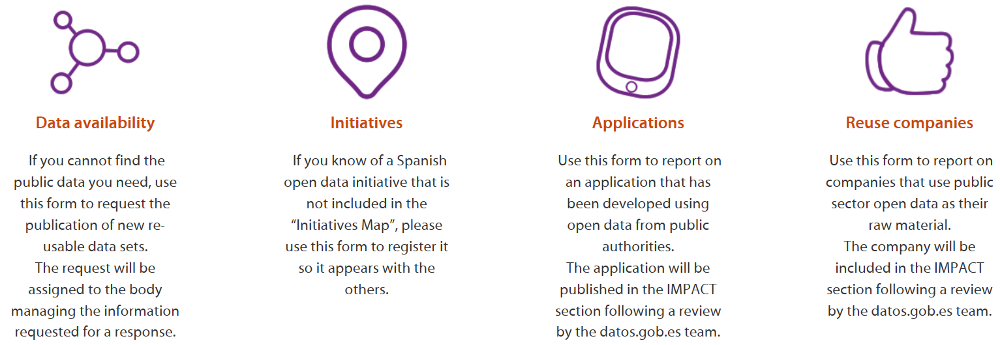 Data availability
If you cannot find the
public data you need, use
this form to request the
publication of new re-
usable data sets.
The request will be
assigned to the body
managing the information
requested for a response.
Initiatives
If you know of a Spanish
open data initiative that is
not included in the
“Initiatives Map”, please
use this form to register it
so it appears with the
others.
Applications
Use this form to report on
an application that has
been developed using
open data from public
authorities.
The application will be
published in the IMPACT
section following a review
by the datos.gob.es team.
Reuse companies
Use this form to report on
companies that use public
sector open data as their
raw material.
The company will be
included in the IMPACT
section following a review
by the datos.gob.es team.